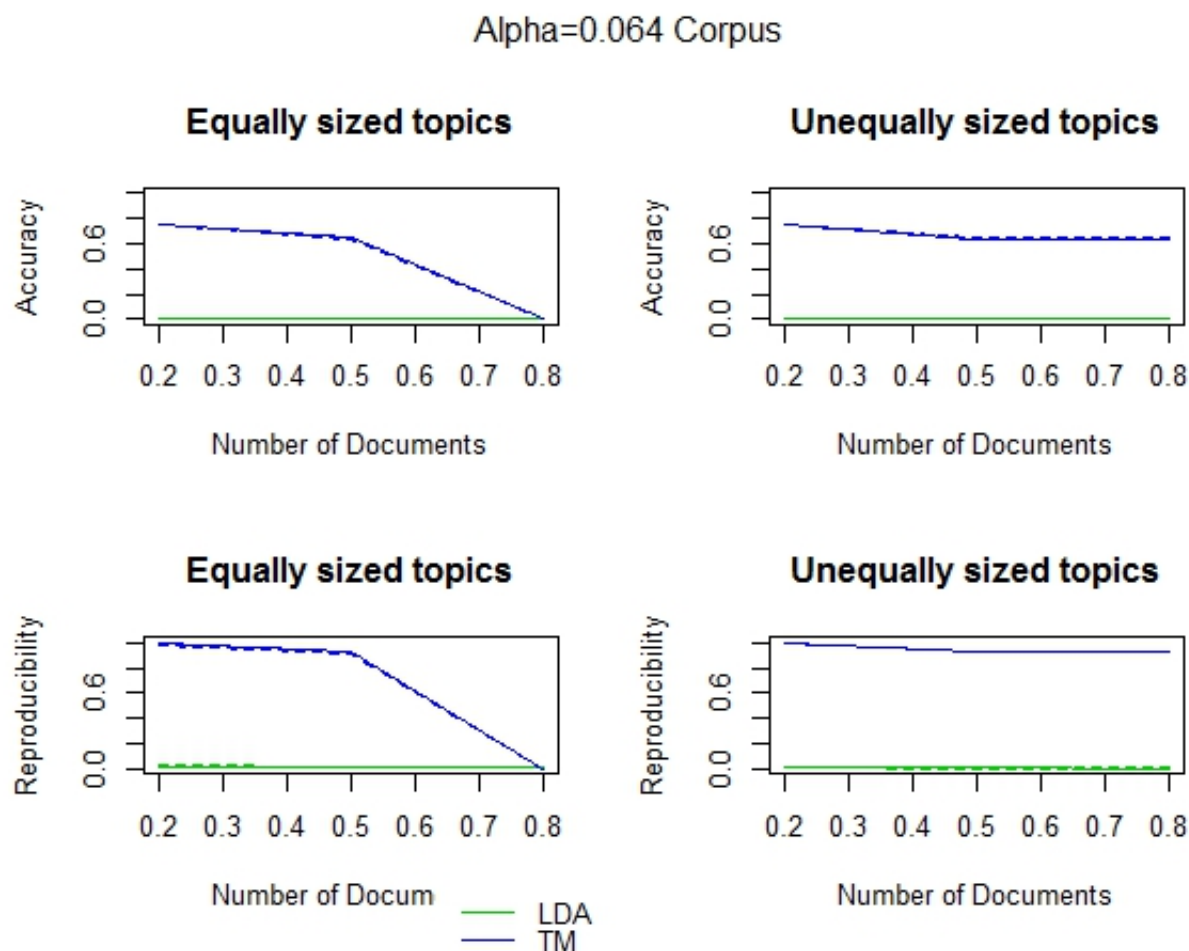 Alpha=0.064 Corpus
Equally sized topics
Unequally sized topics
Accuracy
0.0 0.6
0.2 0.3 0.4 0.5 0.6 0.7 0.8
Number of Documents
Accuracy
0.0 0.6
0.2 0.3 0.4 0.5 0.6 0.7 0.8
Number of Documents
Equally sized topics
Unequally sized topics
Reproducibility
0.0 0.6
0.2 0.3 0.4 0.5 0.6 0.7 0.8
Number of Docum
Reproducibility
0.0 0.6
0.2 0.3 0.4 0.5 0.6 0.7 0.8
Number of Documents
LDA
TM